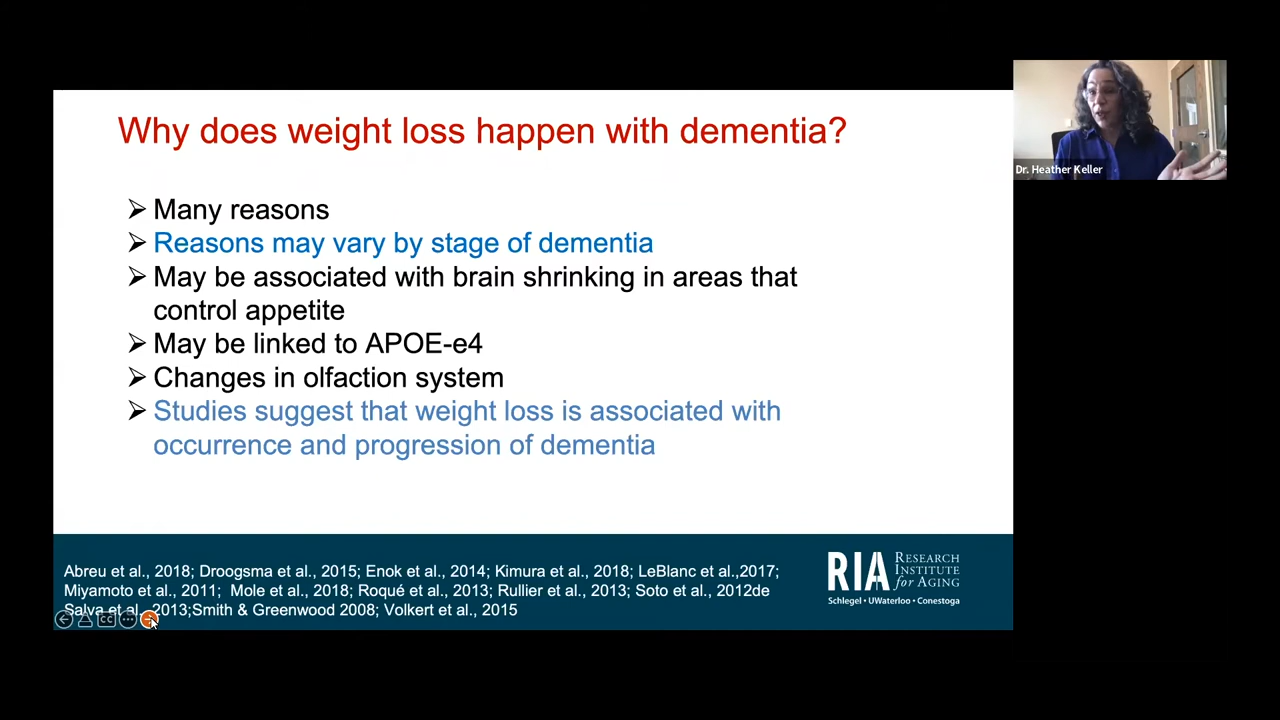 Why does weight loss happen with dementia?
Dr. Heather Keller
➢ Many reasons
➢ Reasons may vary by stage of dementia
➢ May be associated with brain shrinking in areas that
control appetite
➢ May be linked to APOE-e4
➢ Changes in olfaction system
➢ Studies suggest that weight loss is associated with
occurrence and progression of dementia
Abreu et al., 2018; Droogsma et al., 2015; Enok et al., 2014; Kimura et al., 2018; LeBlanc et al.,2017;
Miyamoto et al., 2011; Mole et al., 2018; Roqué et al., 2013; Rullier et al., 2013; Soto et al., 2012de
Salva et al., 2013;Smith & Greenwood 2008; Volkert et al., 2015
CC
RIA RESEARCH
INSTITUTE
for AGING
Schlegel • UWaterloo • Conestoga